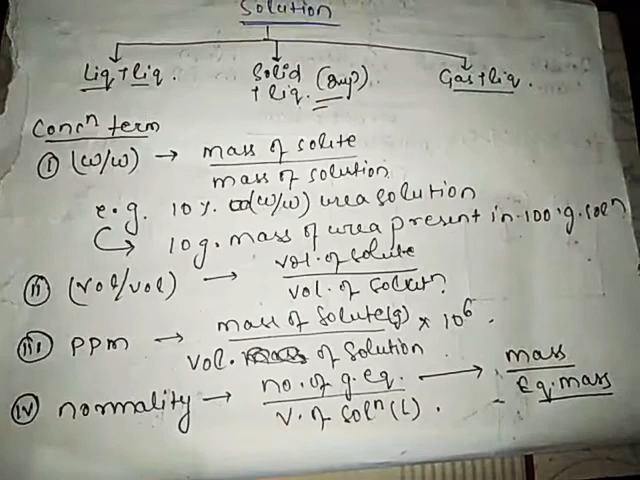 Solution
Liq + Liq. Solid + Liq. (Imp) Gas + Liq.
Concⁿ term
(i) (w/w) → mass of solute / mass of solution
e.g. 10 %. (w/w) urea solution
↳ 10 g. mass of urea present in 100 g. solⁿ
(ii) (vol/vol) → vol. of solute / vol. of solutn
(iii) PPm → mass of solute(g) / vol. of solution × 10⁶.
(iv) normality → no. of g. eq. / V. of solⁿ (L). → mass / Eq. mass